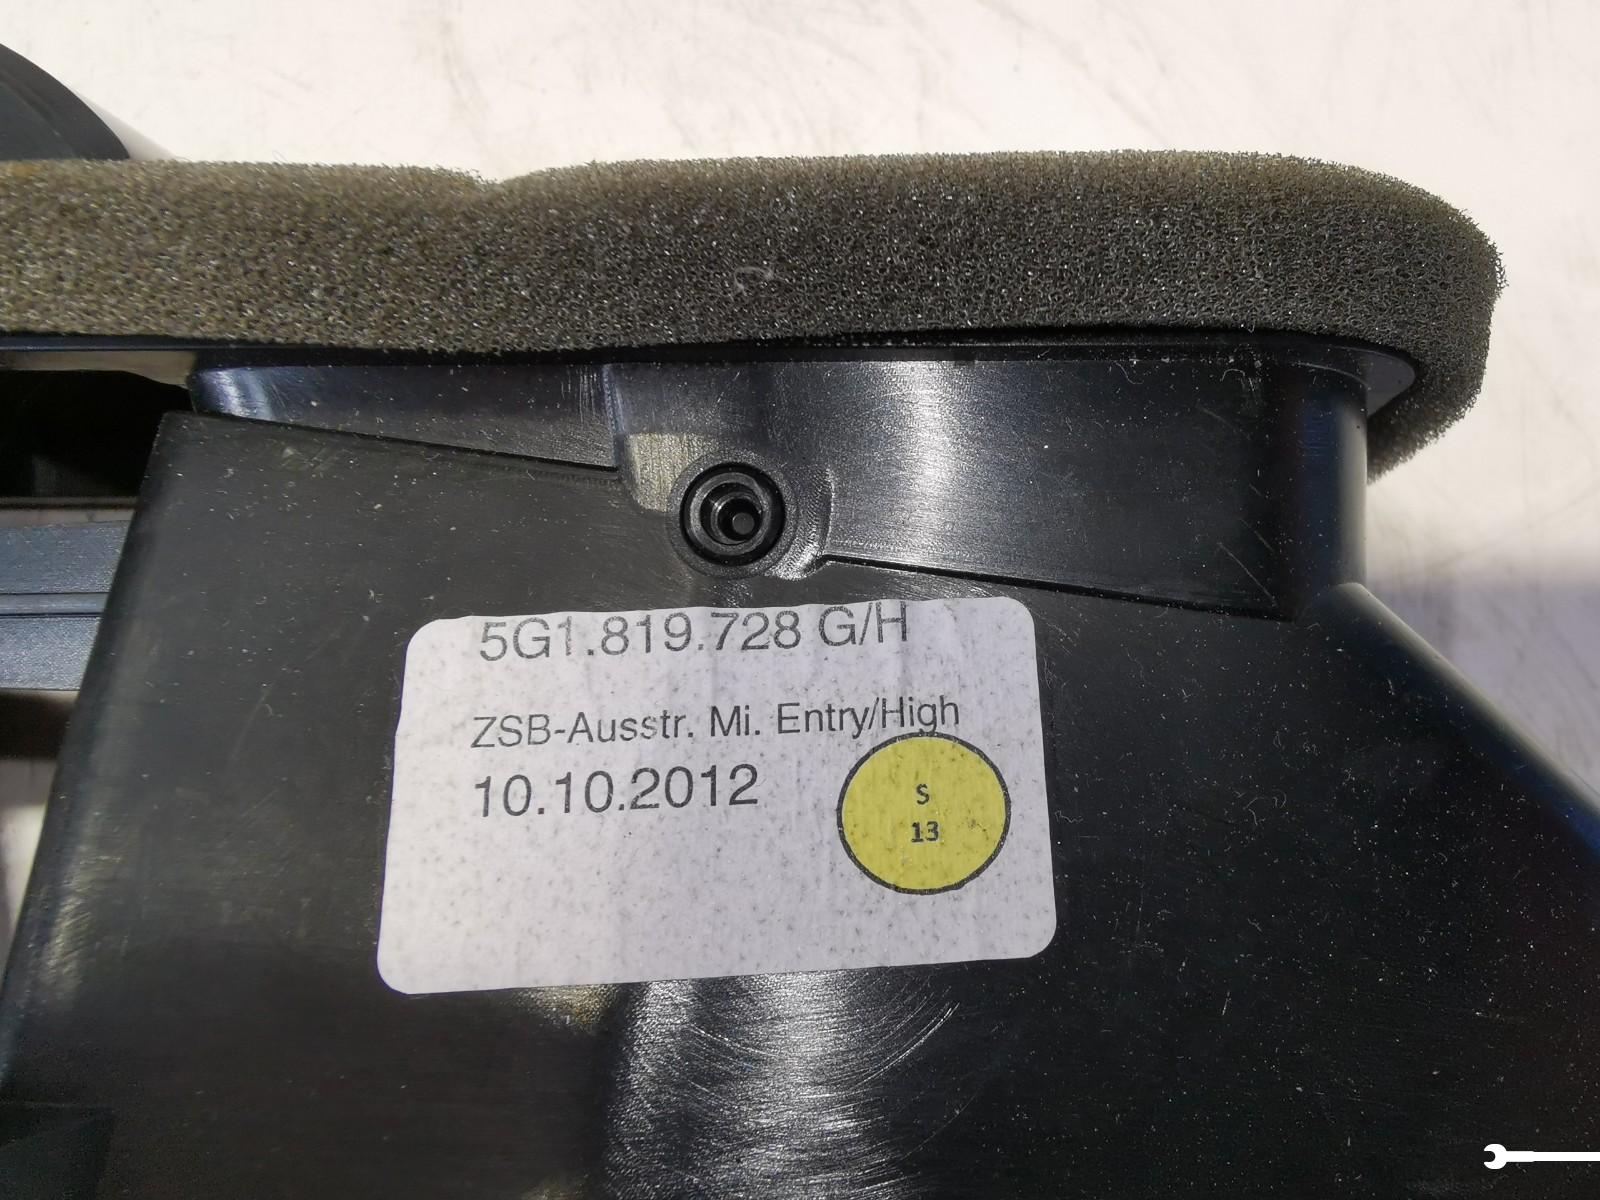 5G1.819.728 G/H
ZSB-Ausstr. Mi. Entry/High
10.10.2012
S
13